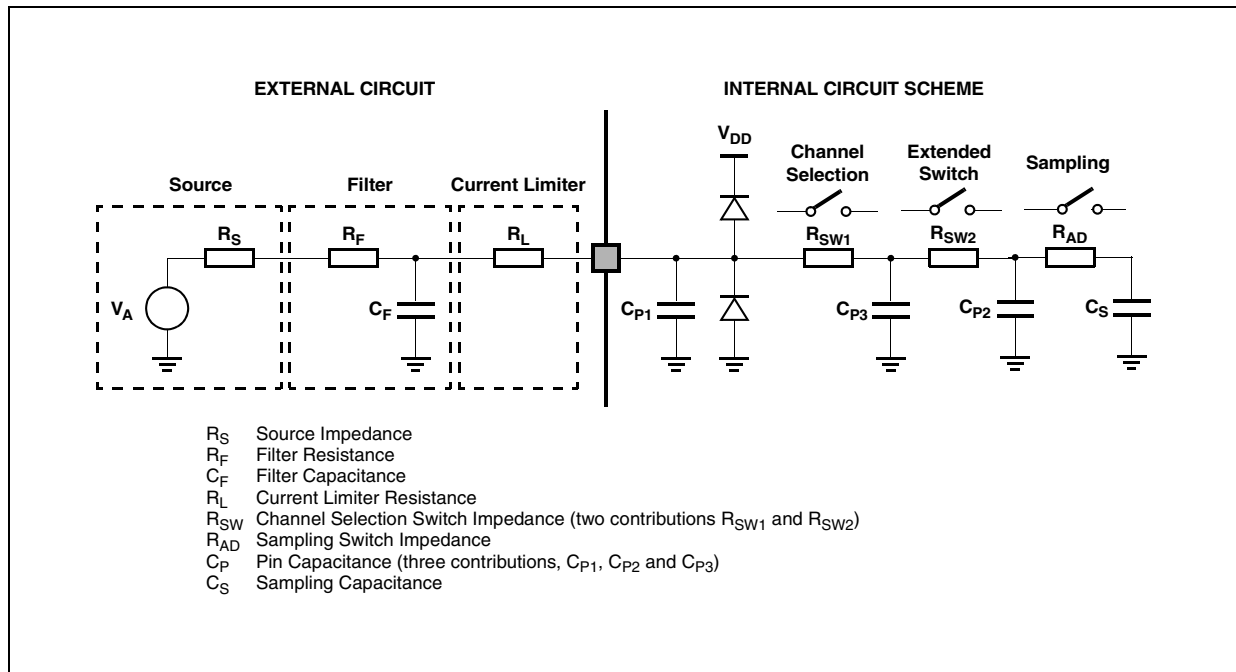 EXTERNAL CIRCUIT
INTERNAL CIRCUIT SCHEME
VDD
Channel
Selection
Extended
Switch
Sampling
Source
Filter
Current Limiter
RS
RF
RL
RSW1
RSW2
RAD
VA
CF
CP1
CP3
CP2
CS
RS Source Impedance
RF Filter Resistance
CF Filter Capacitance
RL Current Limiter Resistance
RSW Channel Selection Switch Impedance (two contributions RSW1 and RSW2)
RAD Sampling Switch Impedance
CP Pin Capacitance (three contributions, CP1, CP2 and CP3)
CS Sampling Capacitance